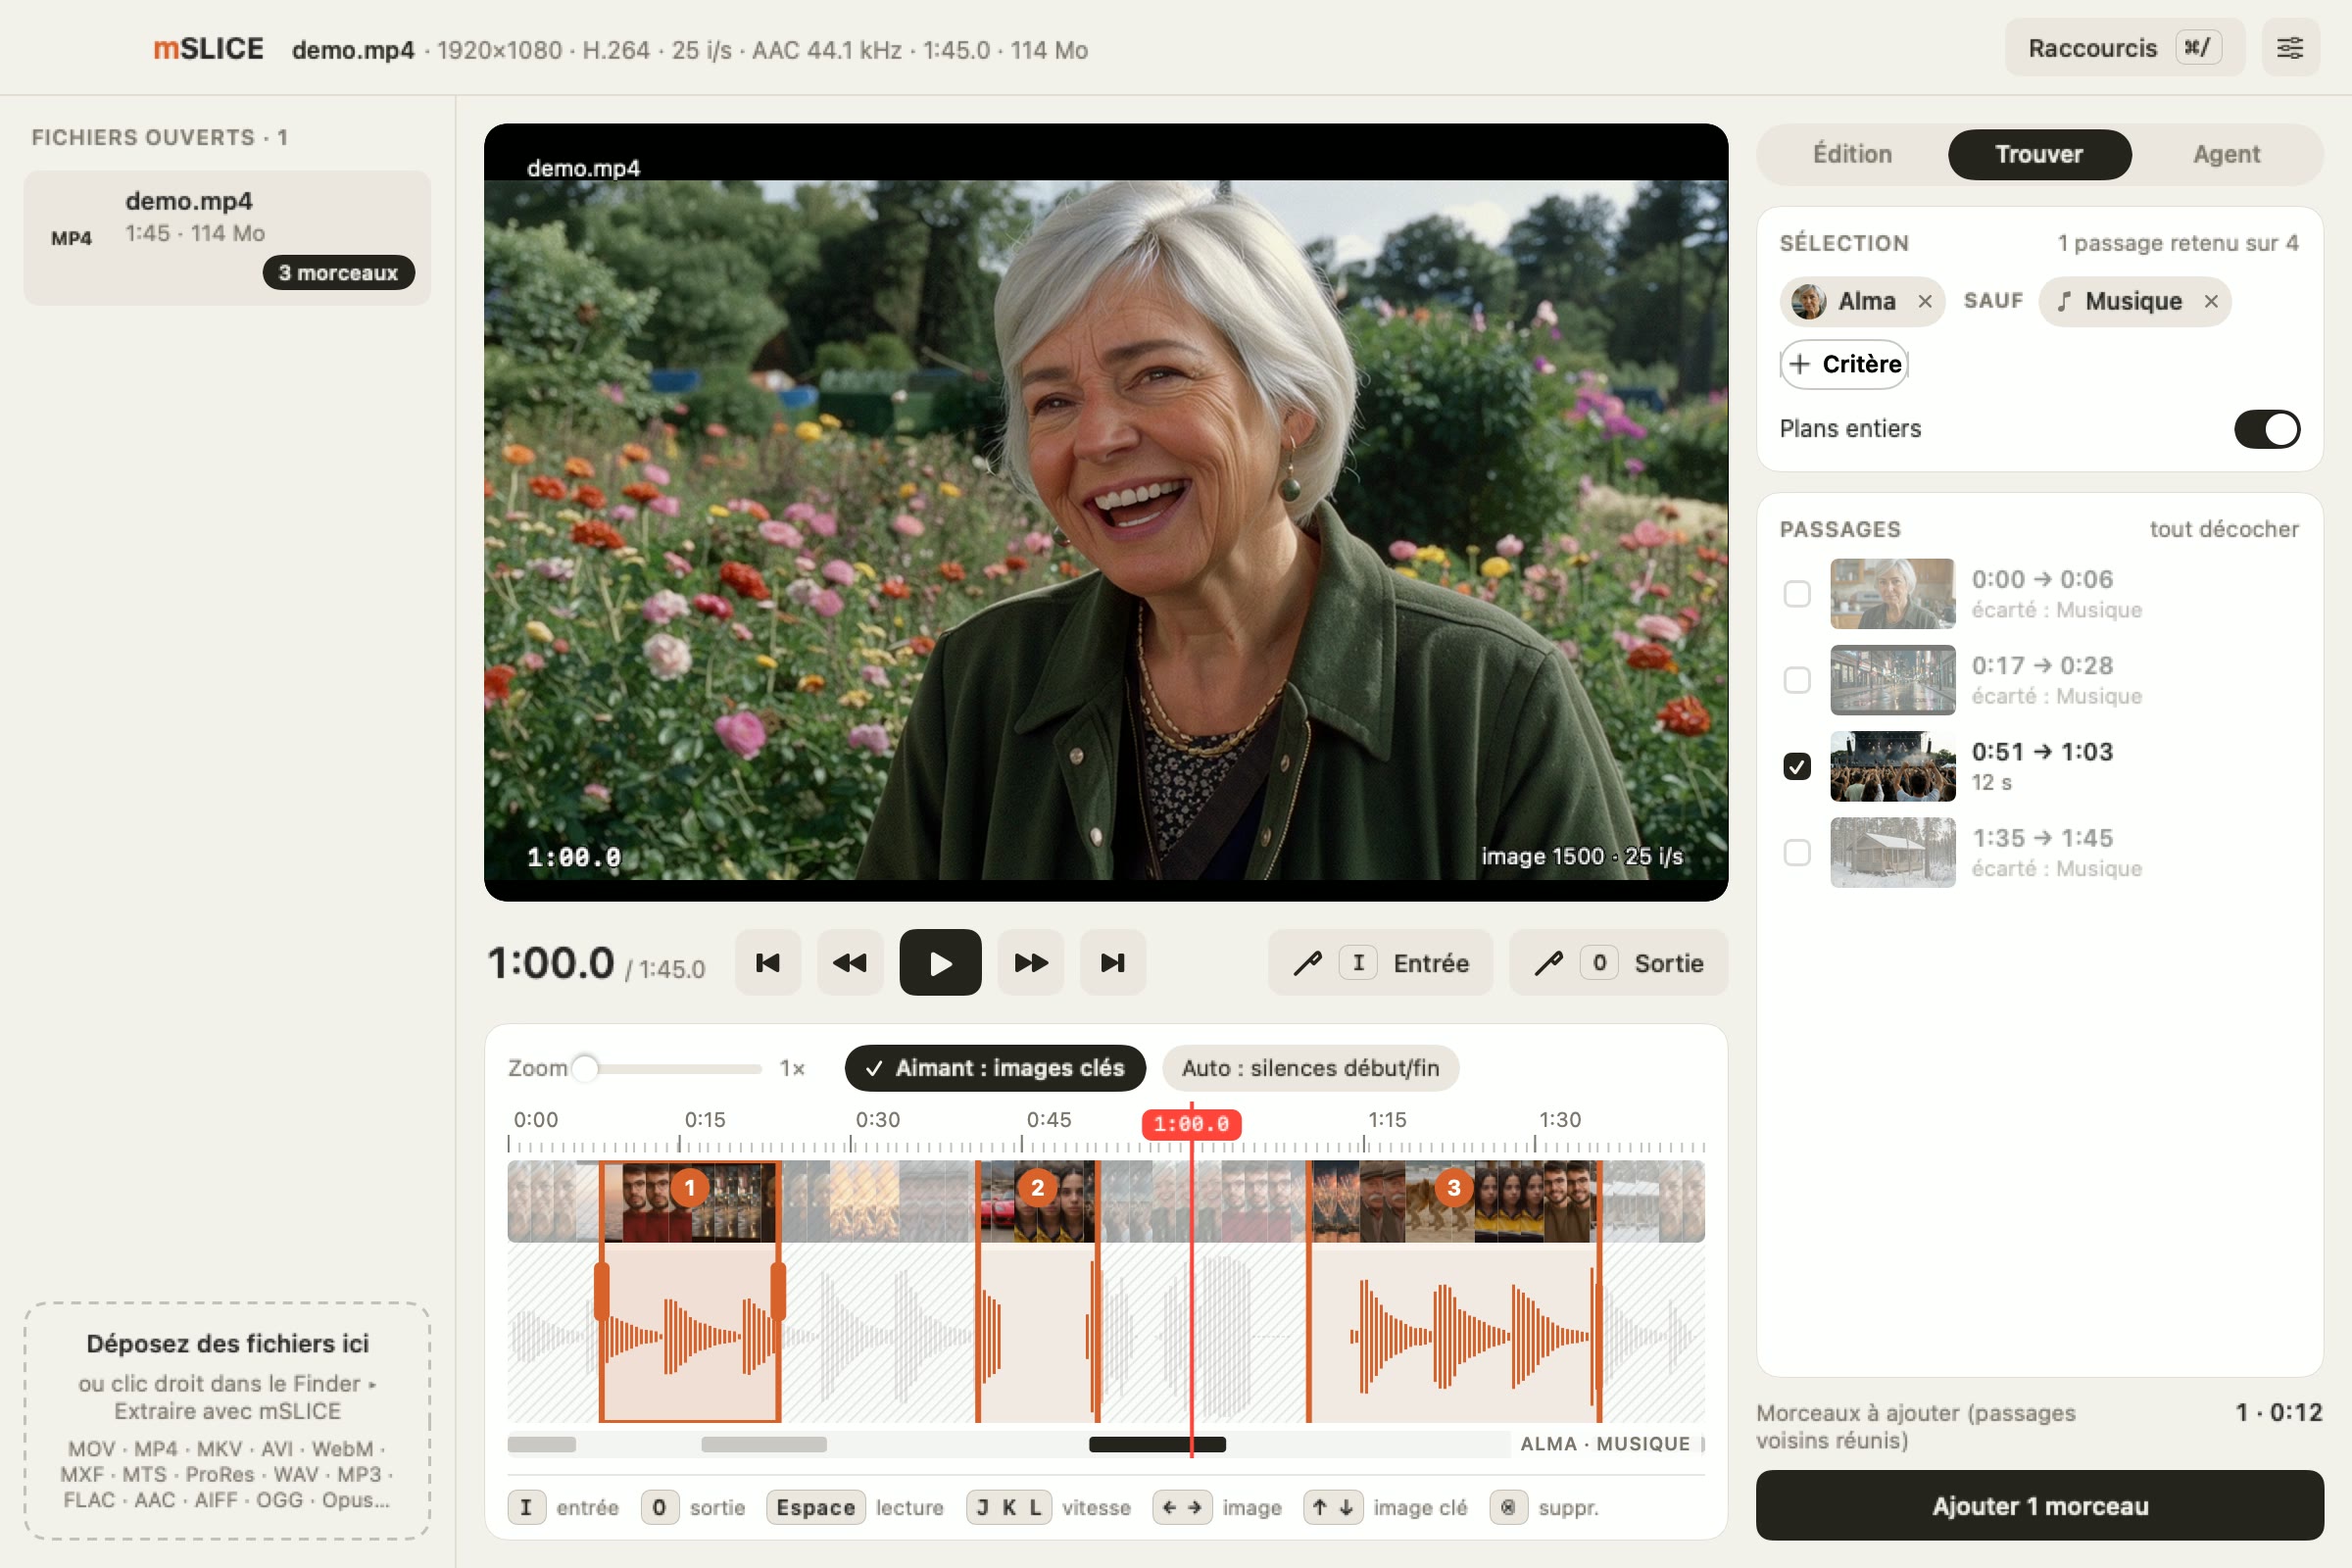 mSLICE demo.mp4 · 1920×1080 · H.264 · 25 i/s · AAC 44.1 kHz · 1:45.0 · 114 Mo
Raccourcis ⌘/
FICHIERS OUVERTS · 1
MP4
demo.mp4
1:45 · 114 Mo
3 morceaux
Déposez des fichiers ici
ou clic droit dans le Finder ▸
Extraire avec mSLICE
MOV · MP4 · MKV · AVI · WebM ·
MXF · MTS · ProRes · WAV · MP3 ·
FLAC · AAC · AIFF · OGG · Opus…
demo.mp4
1:00.0
image 1500 · 25 i/s
1:00.0 / 1:45.0
I Entrée
O Sortie
Zoom 1×
✓ Aimant : images clés
Auto : silences début/fin
0:00 0:15 0:30 0:45 1:00.0 1:15 1:30
1 2 3
ALMA · MUSIQUE
I entrée O sortie Espace lecture J K L vitesse ← → image ↑ ↓ image clé ⌫ suppr.
Édition Trouver Agent
SÉLECTION 1 passage retenu sur 4
Alma × SAUF Musique ×
+ Critère
Plans entiers
PASSAGES tout décocher
0:00 → 0:06
écarté : Musique
0:17 → 0:28
écarté : Musique
0:51 → 1:03
12 s
1:35 → 1:45
écarté : Musique
Morceaux à ajouter (passages
voisins réunis)
1 · 0:12
Ajouter 1 morceau